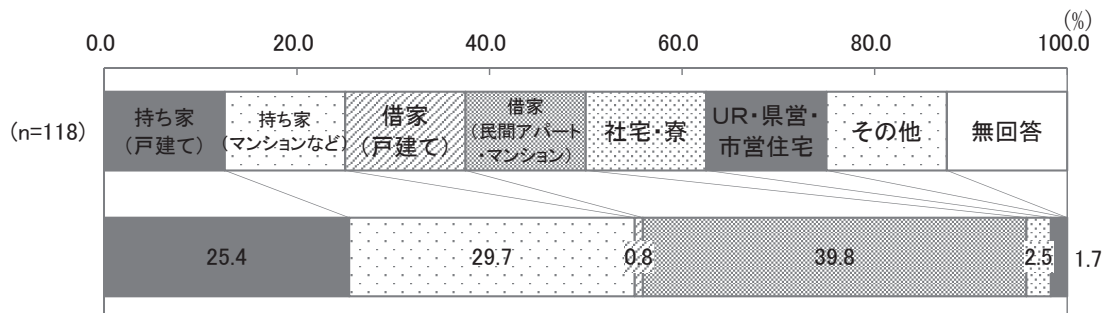 (%)
0.0 20.0 40.0 60.0 80.0 100.0
(n=118)
持ち家
(戸建て)
持ち家
(マンションなど)
借家
(戸建て)
借家
(民間アパート
・マンション)
社宅・寮
UR・県営・
市営住宅
その他
無回答
25.4 29.7 0.8 39.8 2.5 1.7